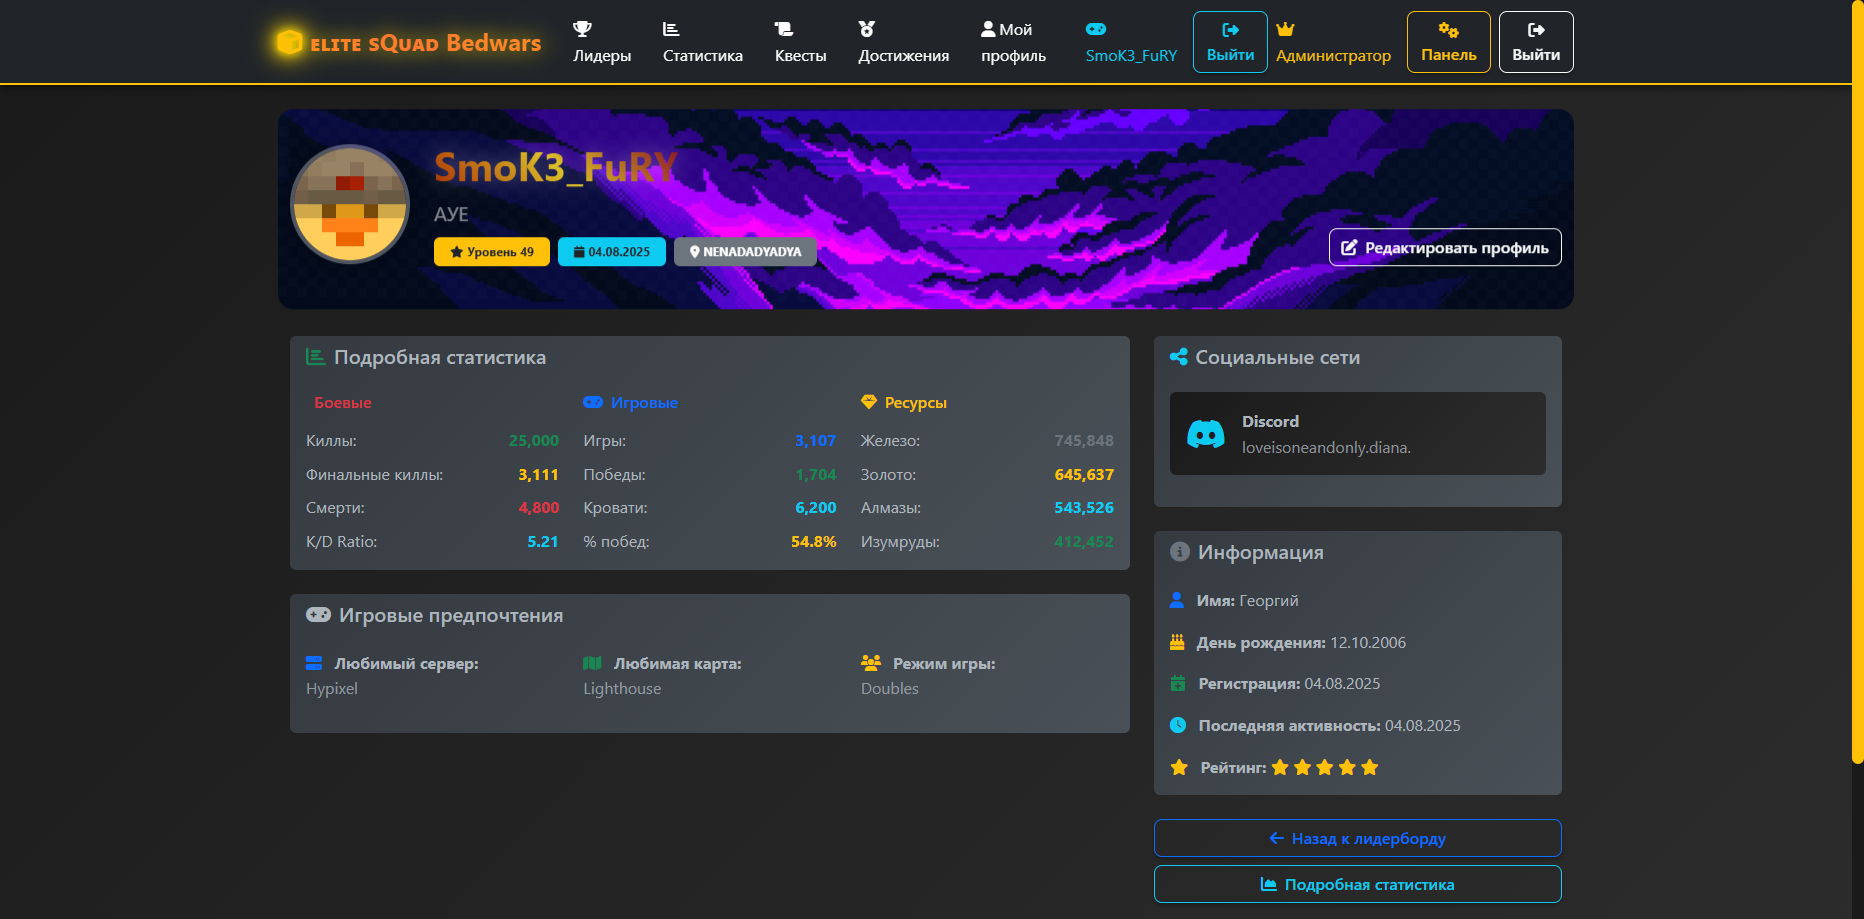 ᴇʟɪᴛᴇ sQᴜᴀᴅ Bedwars
Лидеры
Статистика
Квесты
Достижения
Мой
профиль
SmoK3_FuRY
Выйти
Администратор
Панель
Выйти
SmoK3_FuRY
АУЕ
Уровень 49
04.08.2025
NENADADYADYA
Редактировать профиль
Подробная статистика
Боевые
Игровые
Ресурсы
Киллы: 25,000
Игры: 3,107
Железо: 745,848
Финальные киллы: 3,111
Победы: 1,704
Золото: 645,637
Смерти: 4,800
Кровати: 6,200
Алмазы: 543,526
K/D Ratio: 5.21
% побед: 54.8%
Изумруды: 412,452
Игровые предпочтения
Любимый сервер:
Hypixel
Любимая карта:
Lighthouse
Режим игры:
Doubles
Социальные сети
Discord
loveisoneandonly.diana.
Информация
Имя: Георгий
День рождения: 12.10.2006
Регистрация: 04.08.2025
Последняя активность: 04.08.2025
Рейтинг:
Назад к лидерборду
Подробная статистика